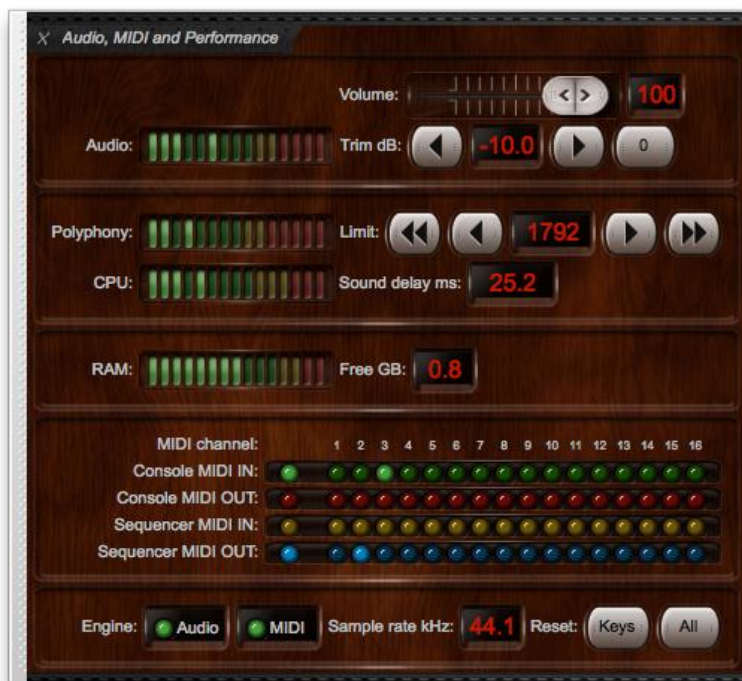 Audio, MIDI and Performance
Volume: 100
Audio: Trim dB: -10.0 0
Polyphony: Limit: 1792
CPU: Sound delay ms: 25.2
RAM: Free GB: 0.8
MIDI channel: 1 2 3 4 5 6 7 8 9 10 11 12 13 14 15 16
Console MIDI IN:
Console MIDI OUT:
Sequencer MIDI IN:
Sequencer MIDI OUT:
Engine: Audio MIDI Sample rate kHz: 44.1 Reset: Keys All